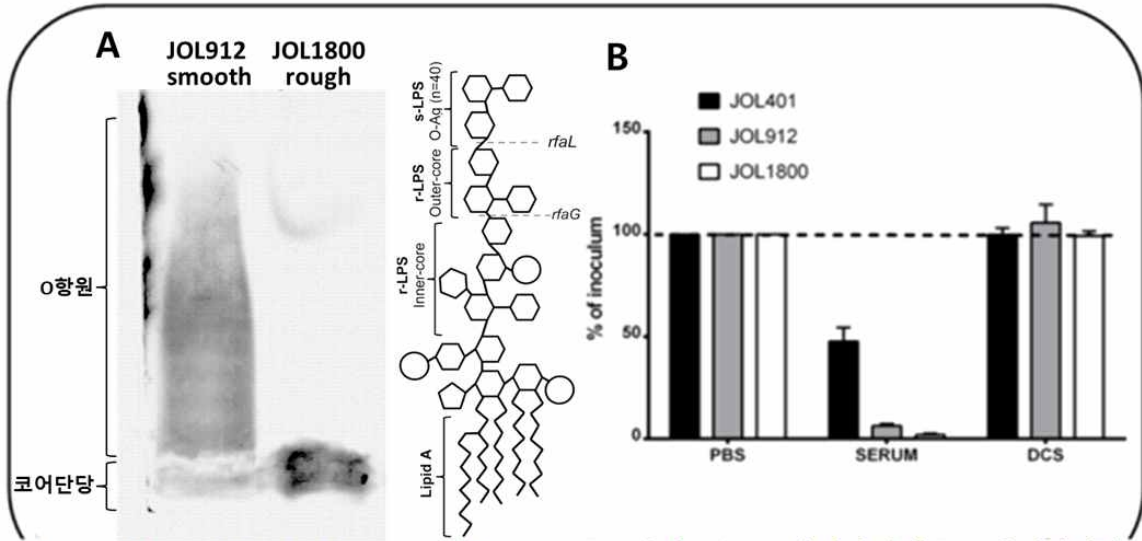 A
JOL912
smooth
JOL1800
rough
O항원
코어단당
s-LPS
O-Ag (n=40)
rfaL
r-LPS
Outer-core
rfaG
r-LPS
Inner-core
Lipid A
B
JOL401
JOL912
JOL1800
% of inoculum
150
100
50
0
PBS
SERUM
DCS